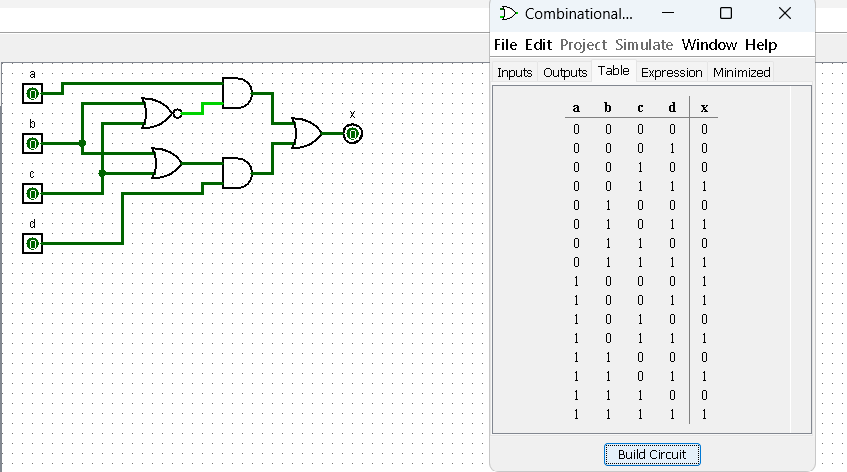 Combinational...
File Edit Project Simulate Window Help
Inputs Outputs Table Expression Minimized
a
b
c
d
x
a b c d x
0 0 0 0 0
0 0 0 1 0
0 0 1 0 0
0 0 1 1 1
0 1 0 0 0
0 1 0 1 1
0 1 1 0 0
0 1 1 1 1
1 0 0 0 1
1 0 0 1 1
1 0 1 0 0
1 0 1 1 1
1 1 0 0 0
1 1 0 1 1
1 1 1 0 0
1 1 1 1 1
Build Circuit